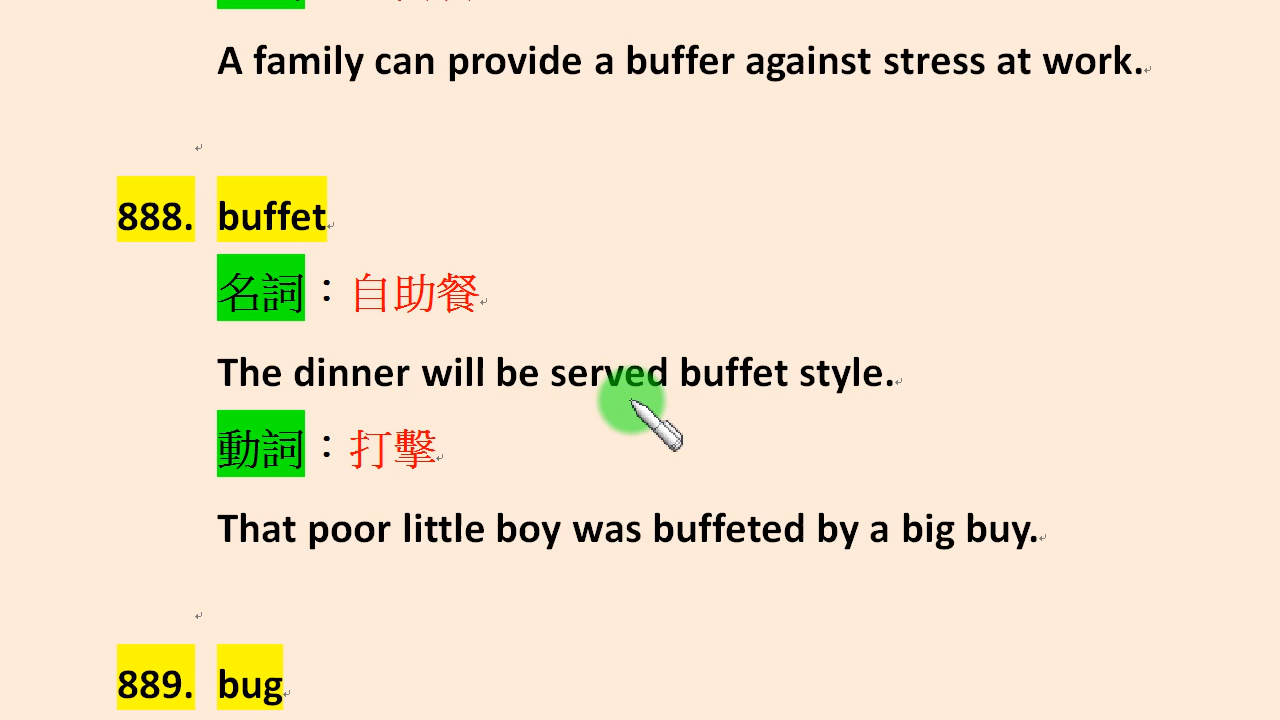 A family can provide a buffer against stress at work.
888. buffet
名詞：自助餐
The dinner will be served buffet style.
動詞：打擊
That poor little boy was buffeted by a big buy.
889. bug